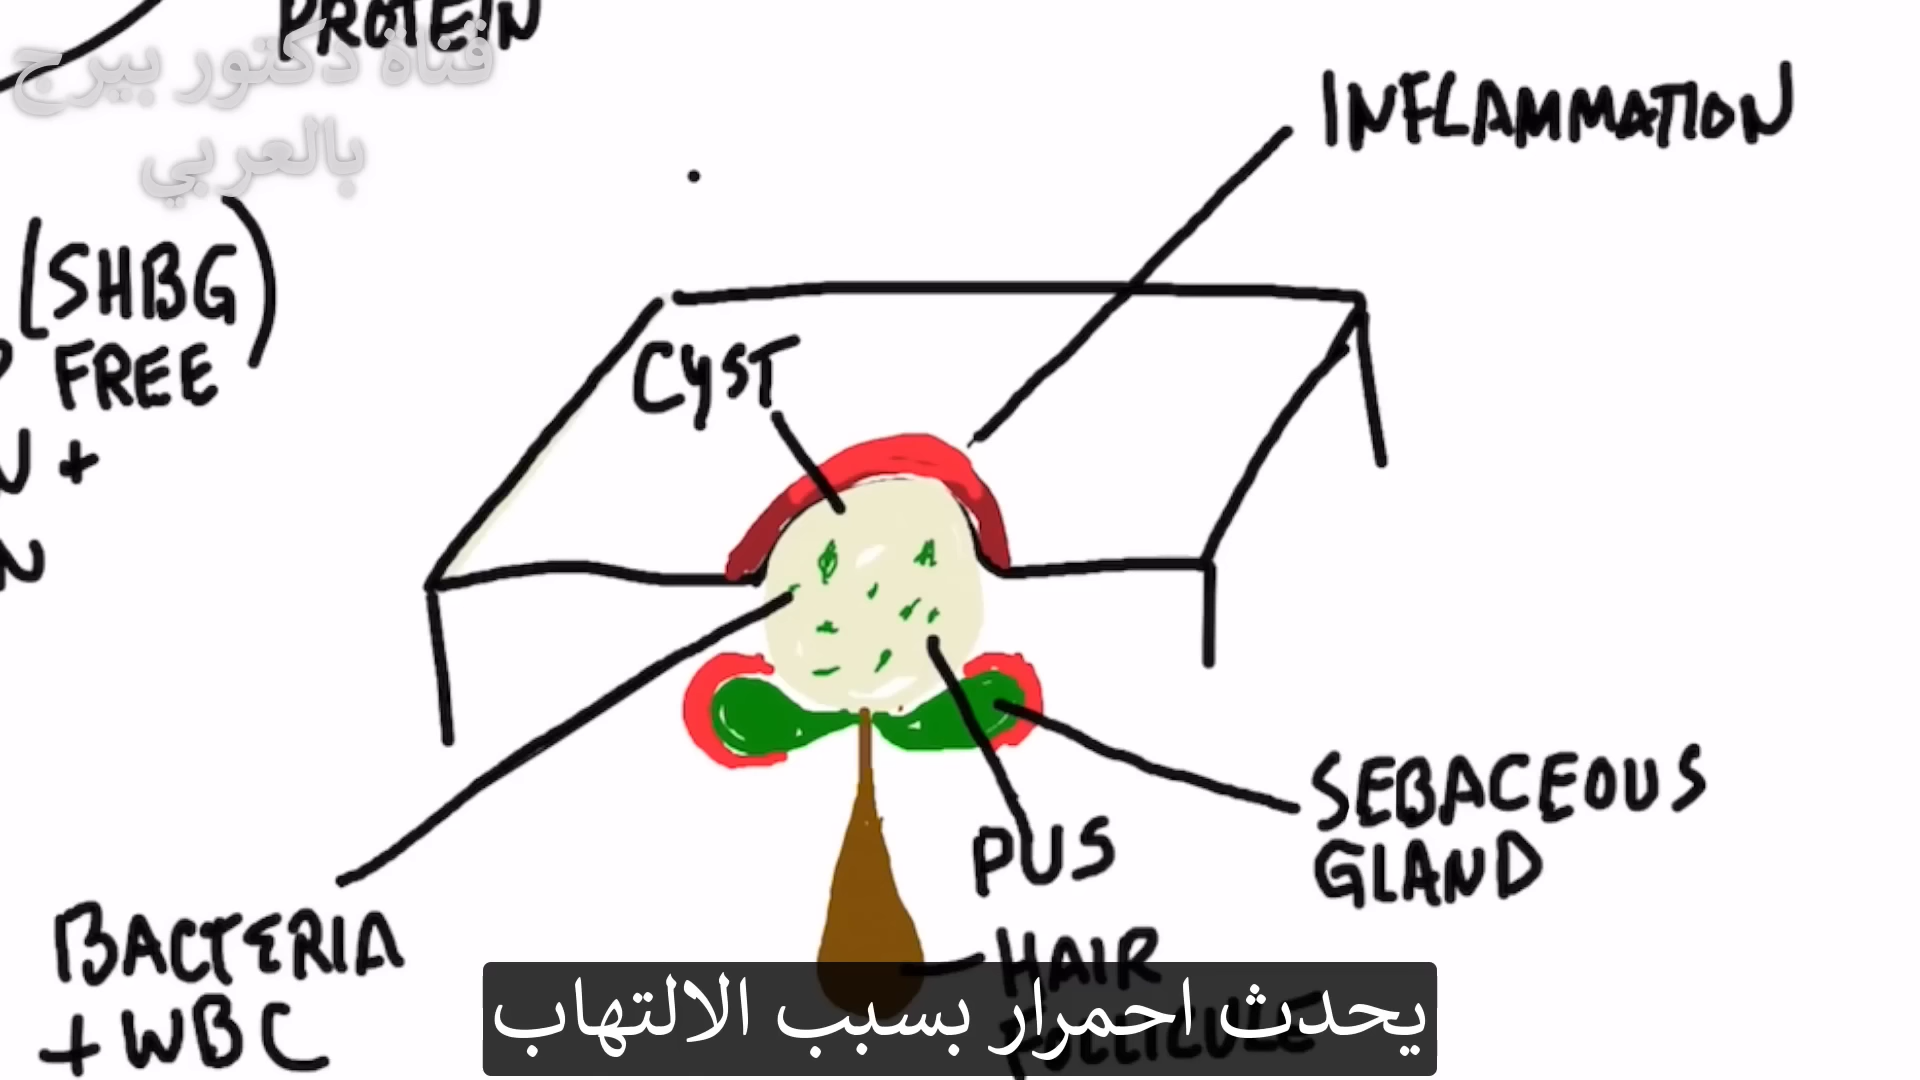 PROTEIN
قناة دكتور بيرج
بالعربي
INFLAMMATION
(SHBG)
FREE
+
CYST
SEBACEOUS
GLAND
PUS
BACTERIA
+ WBC
HAIR
FOLLICULE
يحدث احمرار بسبب الالتهاب